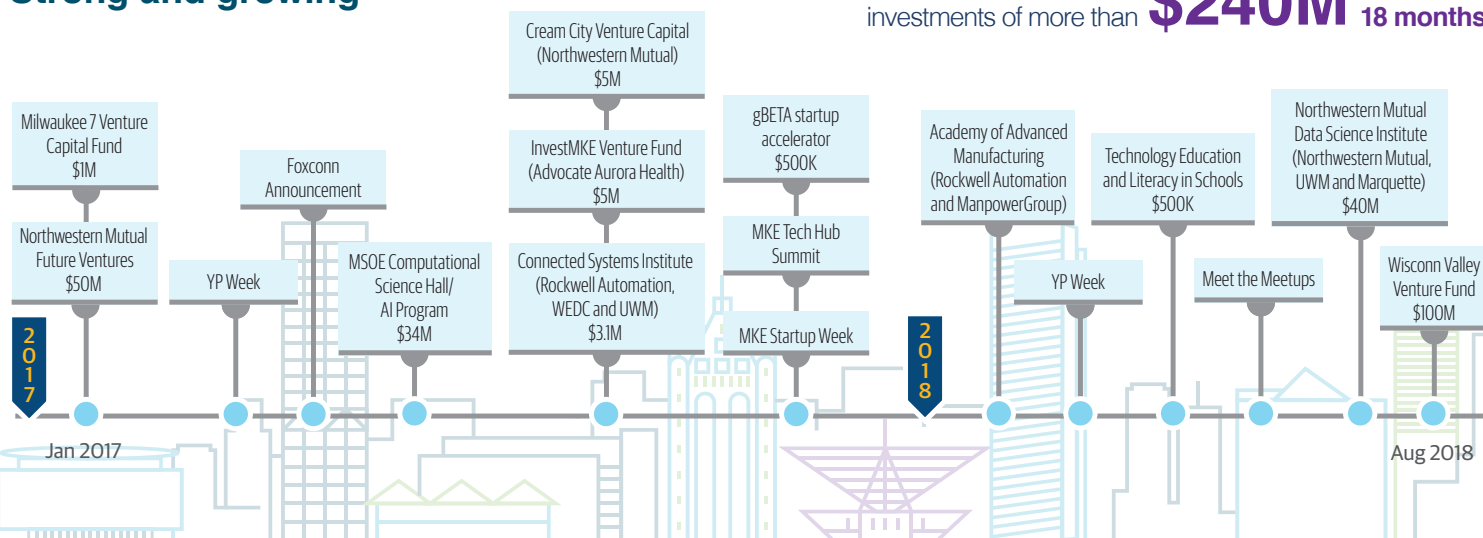 Strong and growing
investments of more than $240M 18 months
Milwaukee 7 Venture
Capital Fund
$1M
Northwestern Mutual
Future Ventures
$50M
YP Week
Foxconn
Announcement
MSOE Computational
Science Hall/
AI Program
$34M
Cream City Venture Capital
(Northwestern Mutual)
$5M
InvestMKE Venture Fund
(Advocate Aurora Health)
$5M
Connected Systems Institute
(Rockwell Automation,
WEDC and UWM)
$3.1M
gBETA startup
accelerator
$500K
MKE Tech Hub
Summit
MKE Startup Week
Academy of Advanced
Manufacturing
(Rockwell Automation
and ManpowerGroup)
YP Week
Technology Education
and Literacy in Schools
$500K
Meet the Meetups
Northwestern Mutual
Data Science Institute
(Northwestern Mutual,
UWM and Marquette)
$40M
Wisconn Valley
Venture Fund
$100M
2017
2018
Jan 2017
Aug 2018